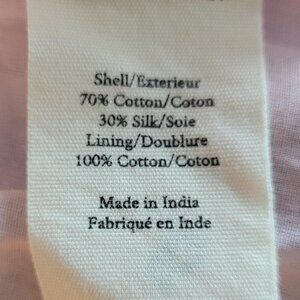 Shell/Exterieur
70% Cotton/Coton
30% Silk/Soie
Lining/Doublure
100% Cotton/Coton
Made in India
Fabriqué en Inde